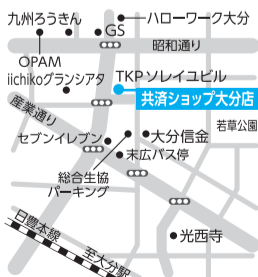 九州ろうきん
ハローワーク大分
GS
昭和通り
OPAM
iichikoグランシアタ
TKPソレイユビル
共済ショップ大分店
産業通り
若草公園
セブンイレブン
大分信金
末広バス停
総合生協
パーキング
光西寺
日豊本線
至大分駅